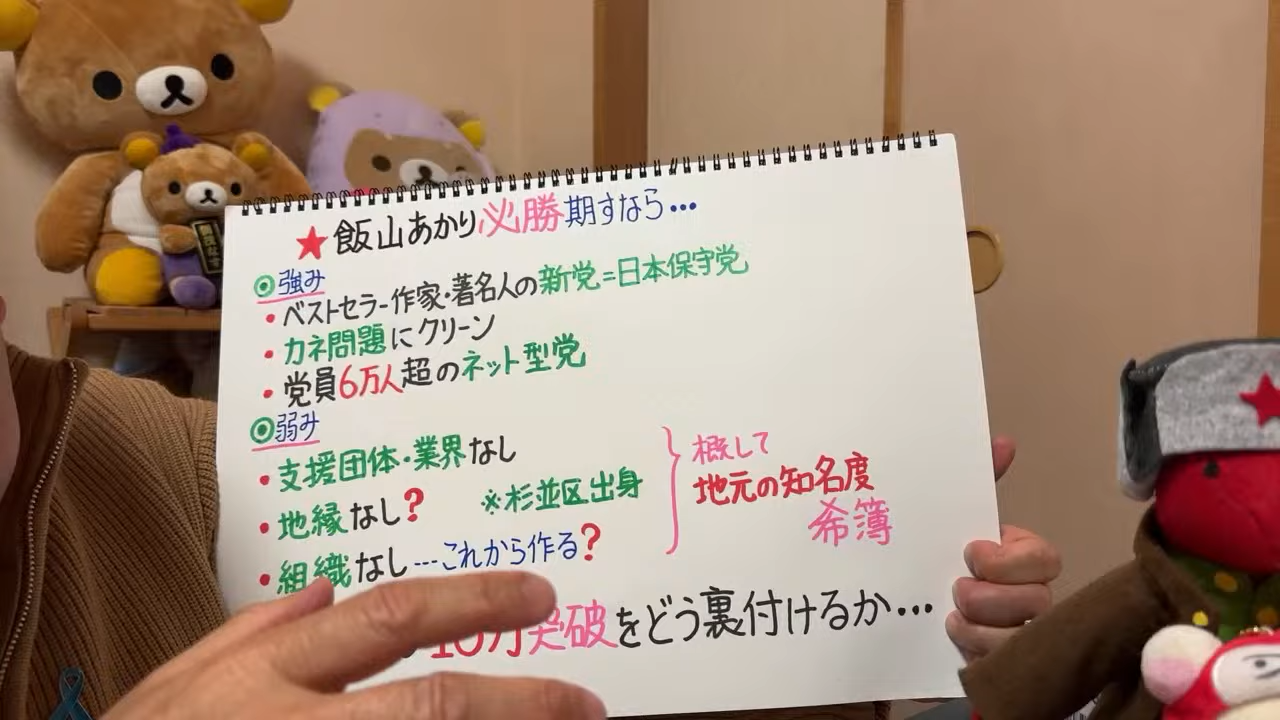 ★飯山あかり必勝期すなら…
◎強み
・ベストセラー作家・著名人の新党=日本保守党
・カネ問題にクリーン
・党員6万人超のネット型党
◎弱み
・支援団体・業界なし
・地縁なし? ※杉並区出身
・組織なし…これから作る?
概して
地元の知名度
希簿
10万突破をどう裏付けるか…